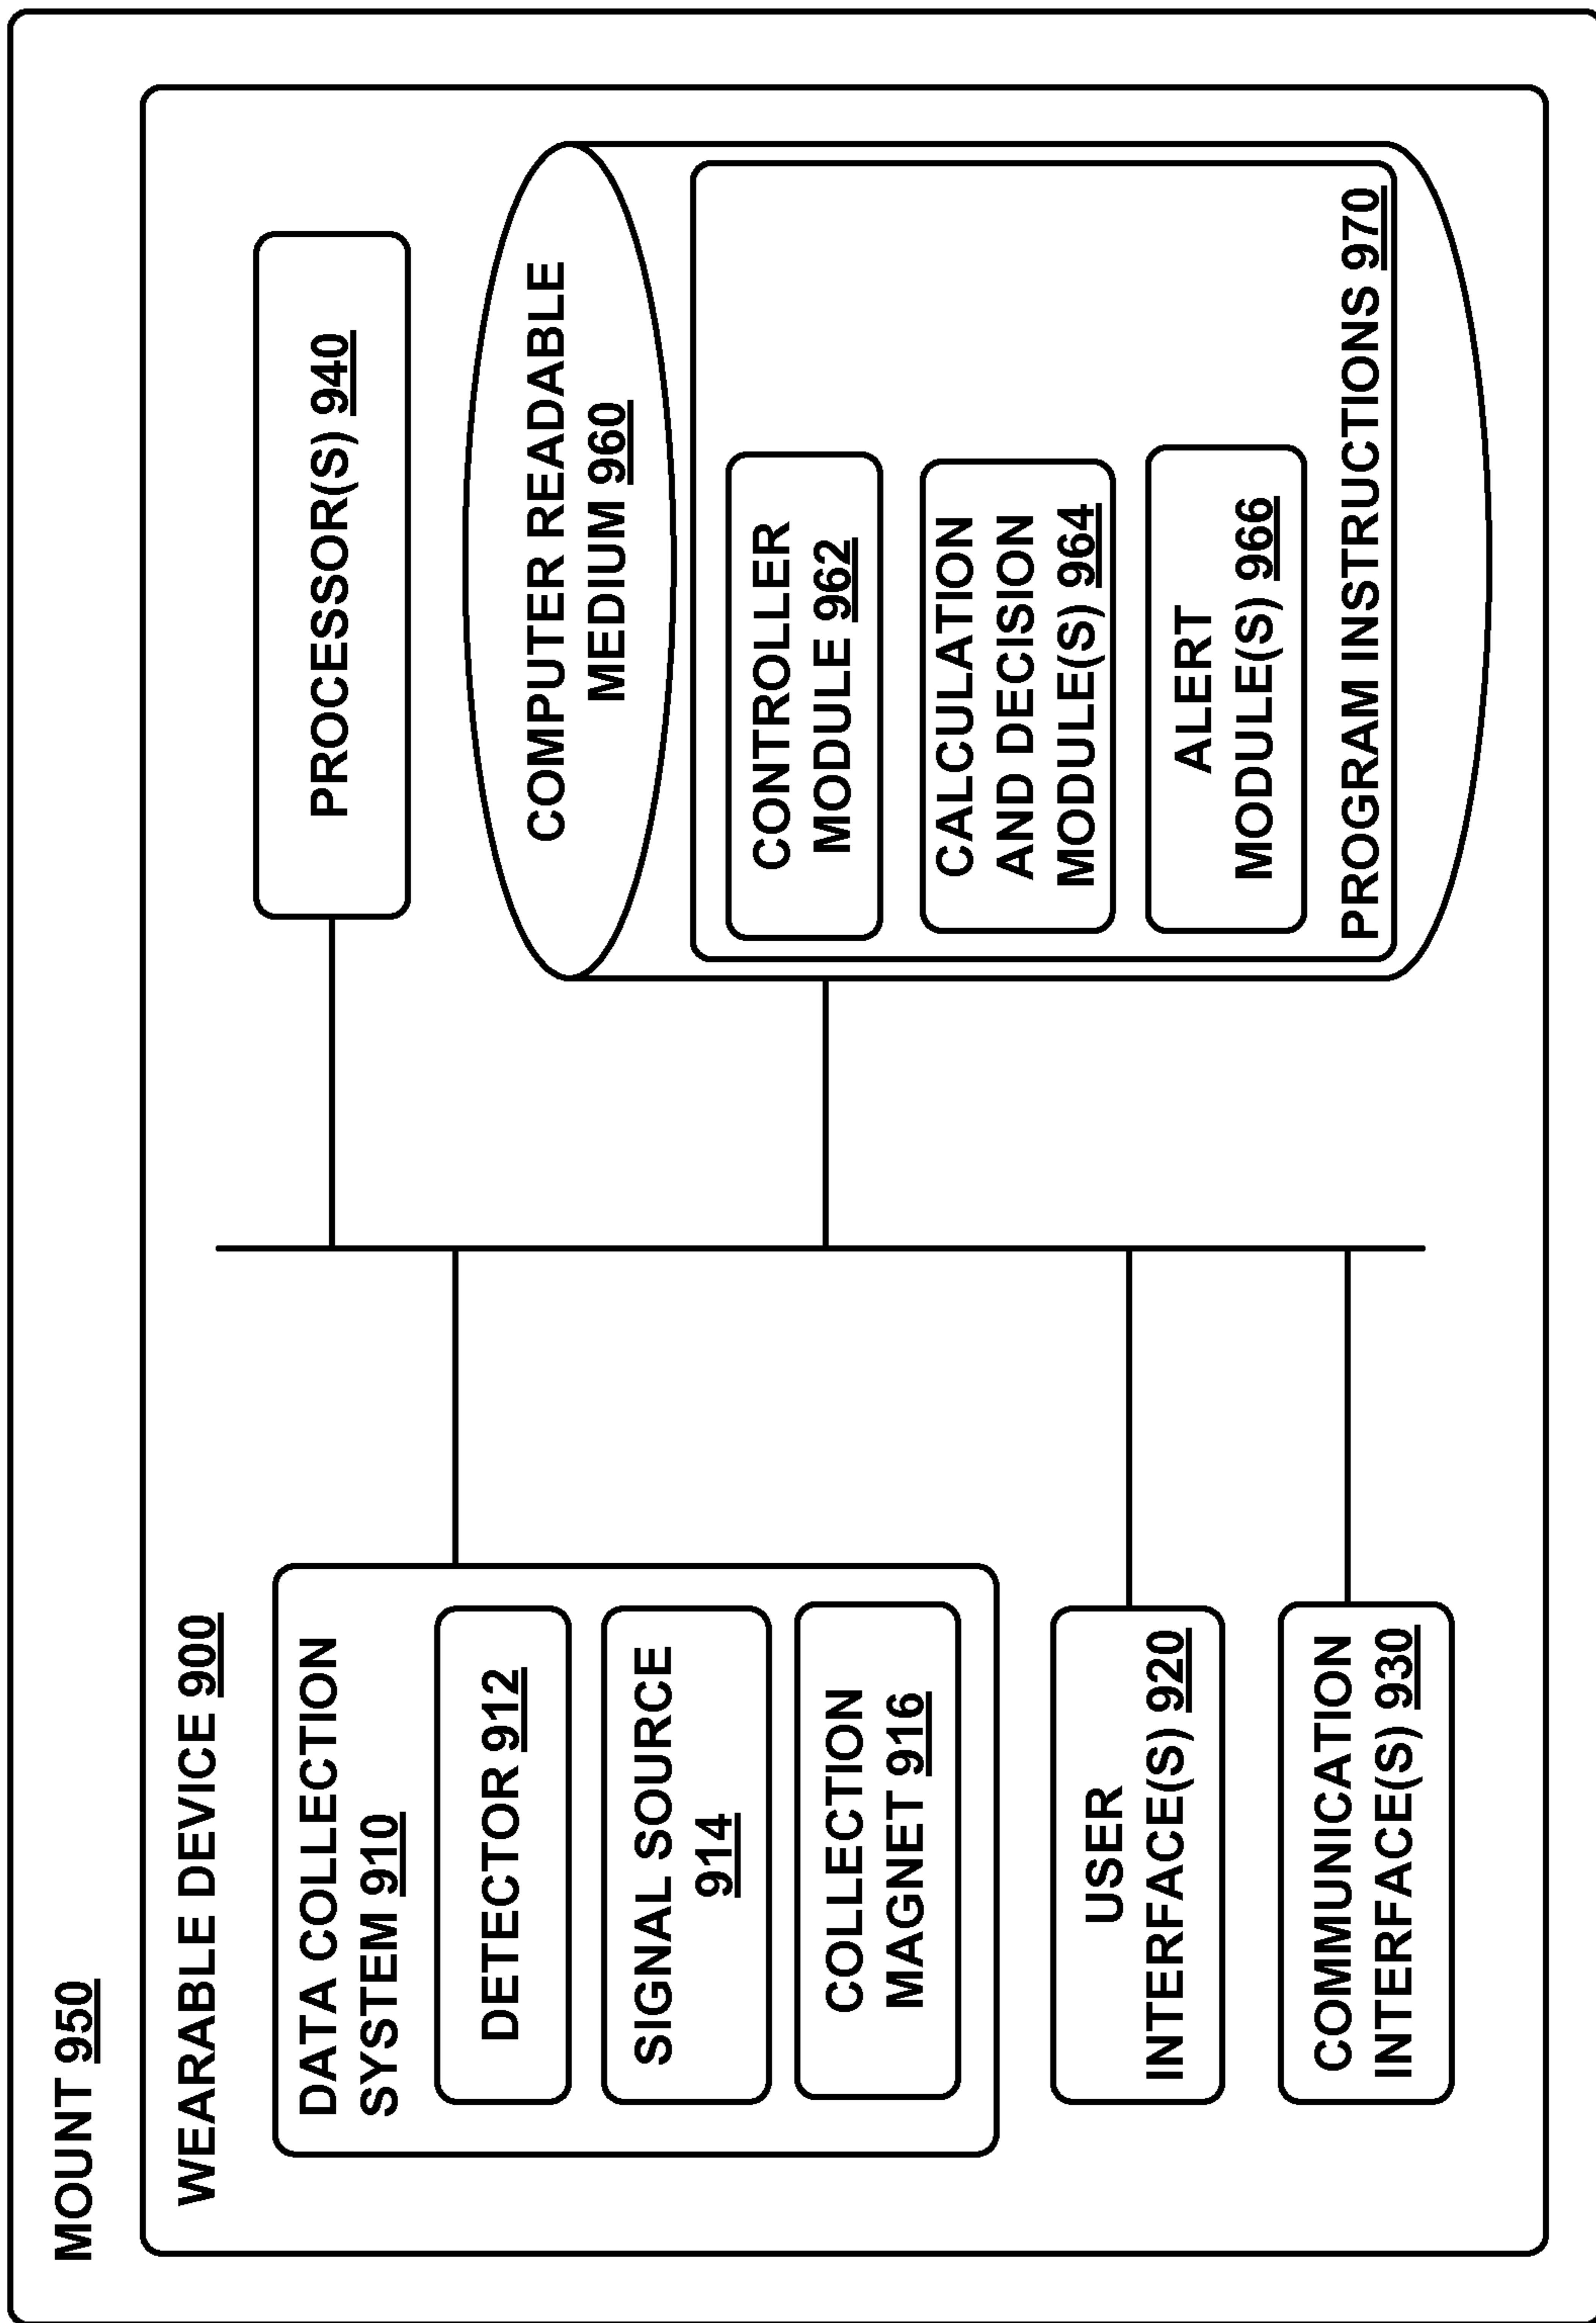 MOUNT 950
WEARABLE DEVICE 900
DATA COLLECTION
SYSTEM 910
DETECTOR 912
SIGNAL SOURCE
914
COLLECTION
MAGNET 916
USER
INTERFACE(S) 920
COMMUNICATION
INTERFACE(S) 930
PROCESSOR(S) 940
COMPUTER READABLE
MEDIUM 960
CONTROLLER
MODULE 962
CALCULATION
AND DECISION
MODULE(S) 964
ALERT
MODULE(S) 966
PROGRAM INSTRUCTIONS 970